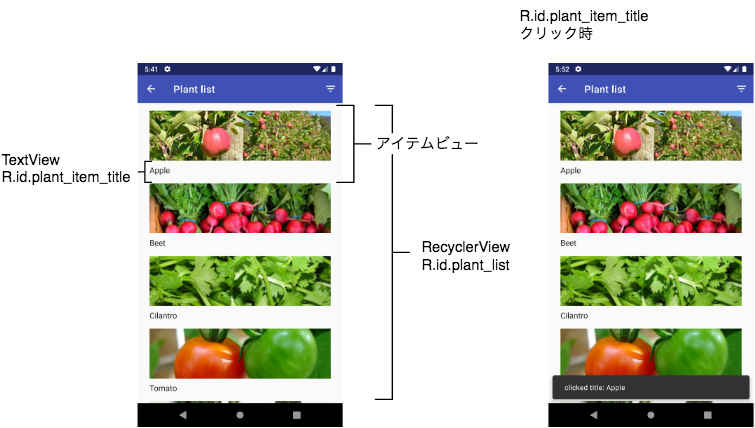 R.id.plant_item_title
クリック時
5:41
Plant list
Apple
Beet
Cilantro
Tomato
TextView
R.id.plant_item_title
アイテムビュー
RecyclerView
R.id.plant_list
5:52
Plant list
Apple
Beet
Cilantro
clicked title: Apple